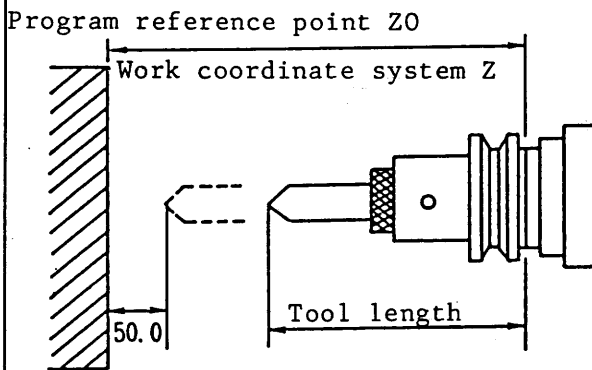 Program reference point ZO
Work coordinate system Z
Tool length
50.0